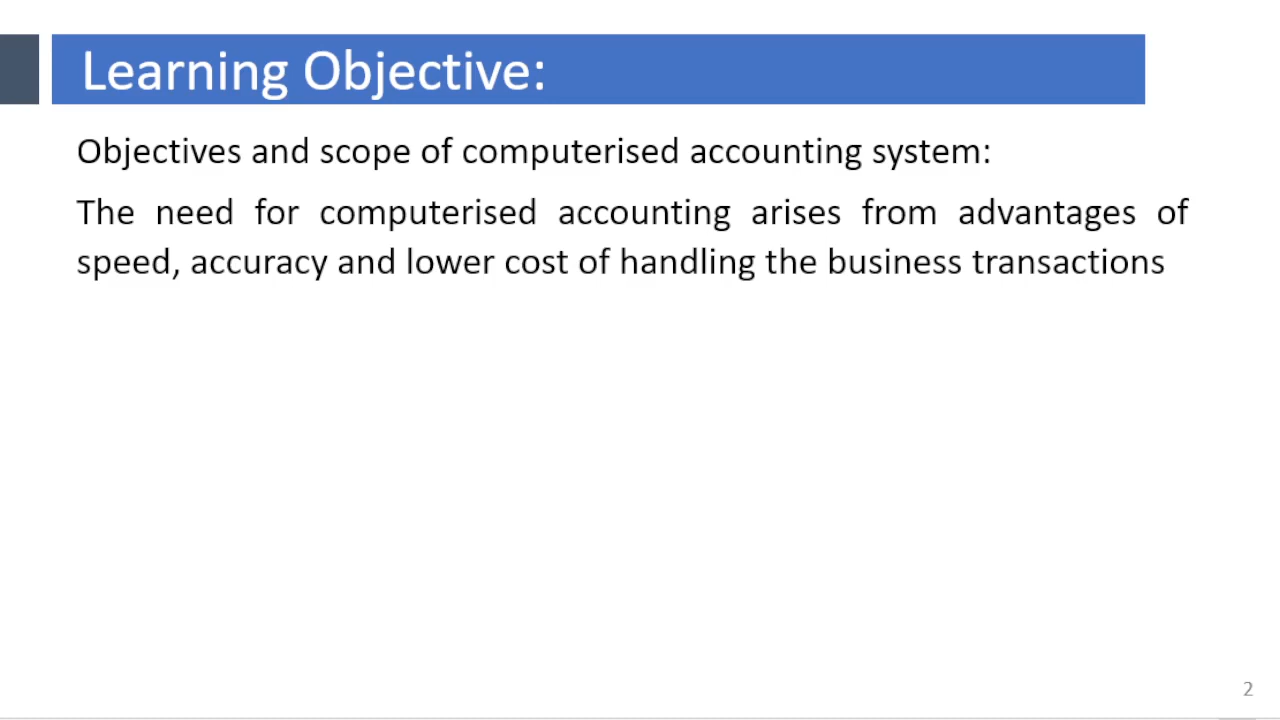 Learning Objective:
Objectives and scope of computerised accounting system:
The need for computerised accounting arises from advantages of
speed, accuracy and lower cost of handling the business transactions
2